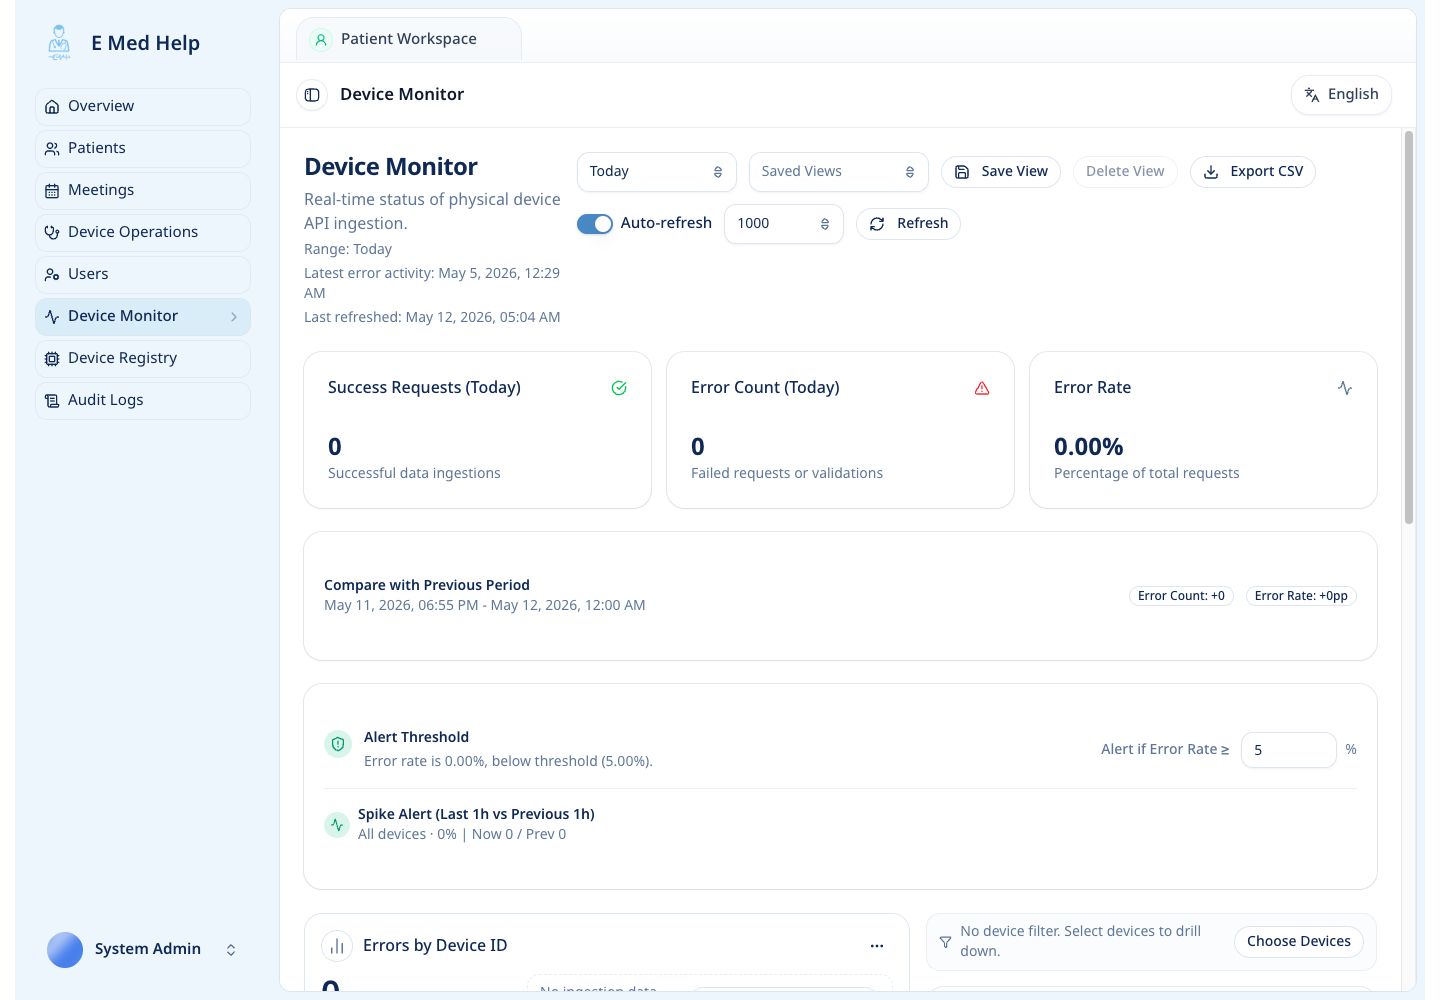 E Med Help
Overview
Patients
Meetings
Device Operations
Users
Device Monitor
Device Registry
Audit Logs
System Admin
Patient Workspace
Device Monitor
English
Device Monitor
Real-time status of physical device
API ingestion.
Range: Today
Latest error activity: May 5, 2026, 12:29
AM
Last refreshed: May 12, 2026, 05:04 AM
Today
Saved Views
Save View
Delete View
Export CSV
Auto-refresh
1000
Refresh
Success Requests (Today)
0
Successful data ingestions
Error Count (Today)
0
Failed requests or validations
Error Rate
0.00%
Percentage of total requests
Compare with Previous Period
May 11, 2026, 06:55 PM - May 12, 2026, 12:00 AM
Error Count: +0
Error Rate: +0pp
Alert Threshold
Error rate is 0.00%, below threshold (5.00%).
Alert if Error Rate ≥
5
%
Spike Alert (Last 1h vs Previous 1h)
All devices · 0% | Now 0 / Prev 0
Errors by Device ID
0
No ingestion data
No device filter. Select devices to drill
down.
Choose Devices